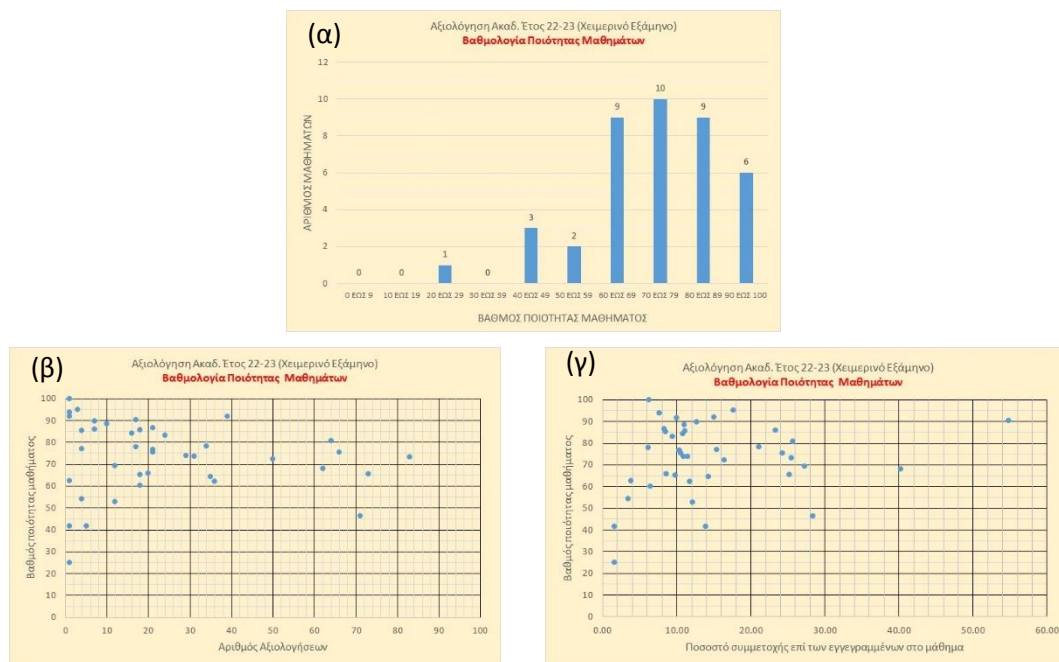 (α)
Αξιολόγηση Ακαδ. Έτος 22-23 (Χειμερινό Εξάμηνο)
Βαθμολογία Ποιότητας Μαθημάτων
ΑΡΙΘΜΟΣ ΜΑΘΗΜΑΤΩΝ
12
10
8
6
4
2
0
0
0
1
0
3
2
9
10
9
6
0 ΕΩΣ 9 10 ΕΩΣ 19 20 ΕΩΣ 29 30 ΕΩΣ 39 40 ΕΩΣ 49 50 ΕΩΣ 59 60 ΕΩΣ 69 70 ΕΩΣ 79 80 ΕΩΣ 89 90 ΕΩΣ 100
ΒΑΘΜΟΣ ΠΟΙΟΤΗΤΑΣ ΜΑΘΗΜΑΤΟΣ
(β)
Αξιολόγηση Ακαδ. Έτος 22-23 (Χειμερινό Εξάμηνο)
Βαθμολογία Ποιότητας Μαθημάτων
Βαθμός ποιότητας μαθήματος
100
90
80
70
60
50
40
30
20
10
0
0 10 20 30 40 50 60 70 80 90 100
Αριθμός Αξιολογήσεων
(γ)
Αξιολόγηση Ακαδ. Έτος 22-23 (Χειμερινό Εξάμηνο)
Βαθμολογία Ποιότητας Μαθημάτων
Βαθμός ποιότητας μαθήματος
100
90
80
70
60
50
40
30
20
10
0
0.00 10.00 20.00 30.00 40.00 50.00 60.00
Ποσοστό συμμετοχής επί των εγγεγραμμένων στο μάθημα